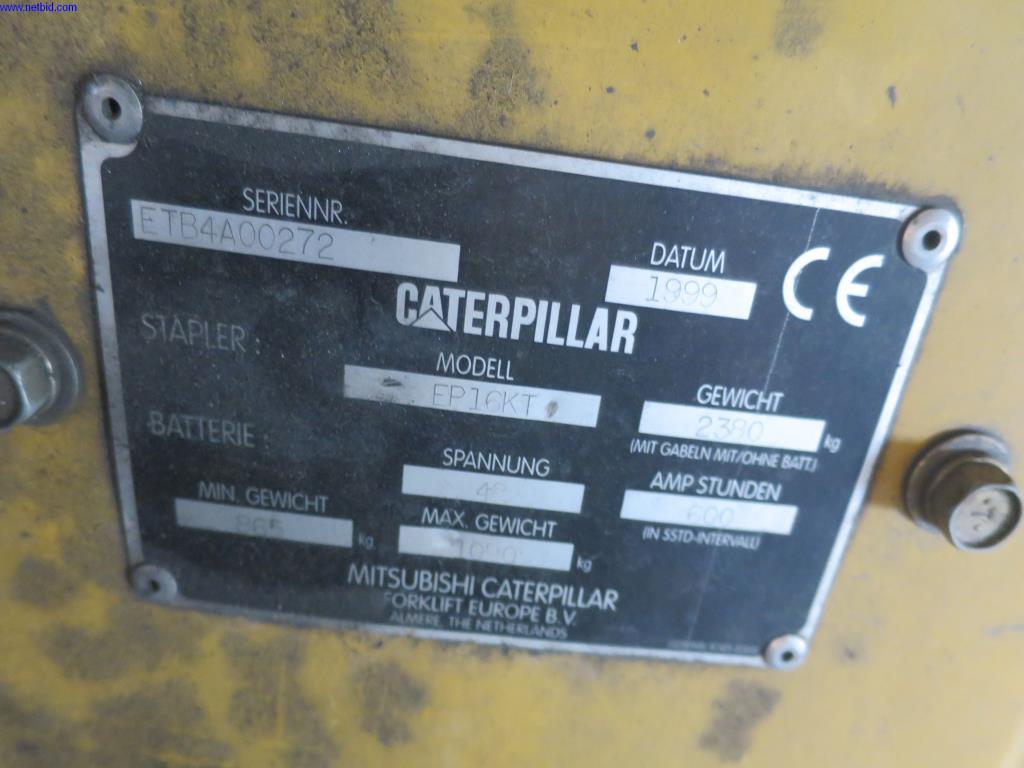 www.netbid.com
SERIENNR.
ETB4A00272
DATUM
1999
CE
CATERPILLAR
STAPLER :
MODELL
EP16KT
GEWICHT
2380 kg
(MIT GABELN MIT/OHNE BATT.)
BATTERIE :
SPANNUNG
AMP STUNDEN
600
(IN 5STD-INTERVALL)
MIN. GEWICHT
865 kg
MAX. GEWICHT
kg
MITSUBISHI CATERPILLAR
FORKLIFT EUROPE B.V.
ALMERE, THE NETHERLANDS